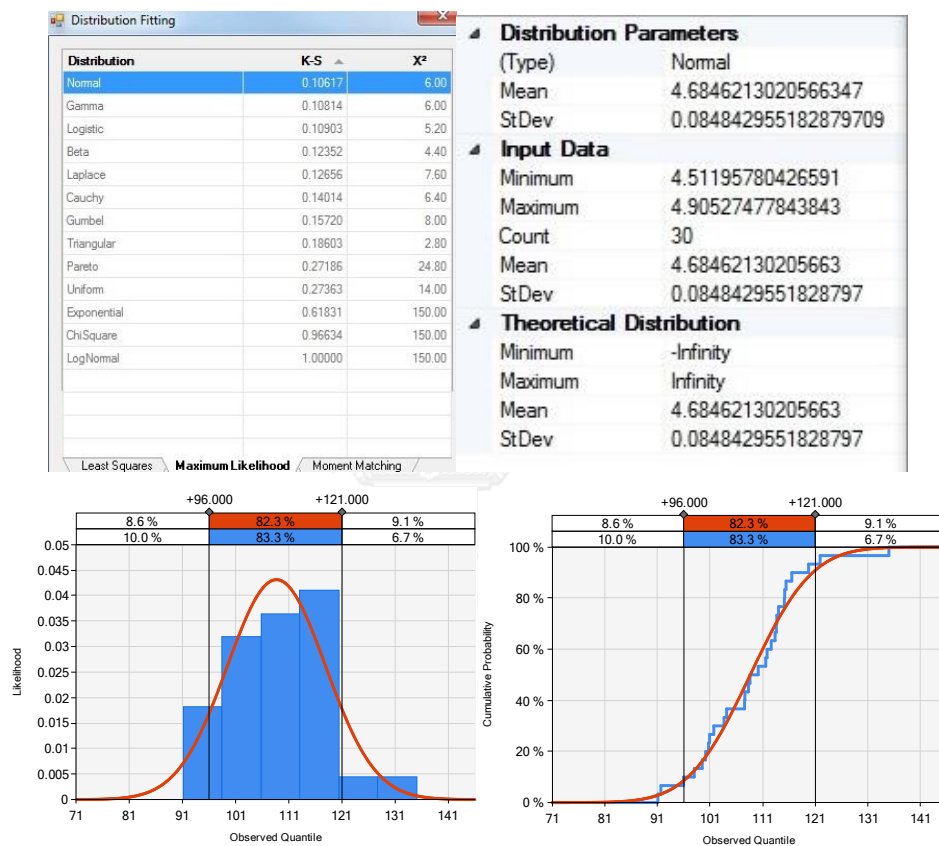 Distribution Fitting
Distribution K-S X²
Normal 0.10617 6.00
Gamma 0.10814 6.00
Logistic 0.10903 5.20
Beta 0.12352 4.40
Laplace 0.12656 7.60
Cauchy 0.14014 6.40
Gumbel 0.15720 8.00
Triangular 0.18603 2.80
Pareto 0.27186 24.80
Uniform 0.27363 14.00
Exponential 0.61831 150.00
ChiSquare 0.96634 150.00
LogNormal 1.00000 150.00
Least Squares Maximum Likelihood Moment Matching
Distribution Parameters
(Type) Normal
Mean 4.6846213020566347
StDev 0.084842955182879709
Input Data
Minimum 4.51195780426591
Maximum 4.90527477843843
Count 30
Mean 4.68462130205663
StDev 0.0848429551828797
Theoretical Distribution
Minimum -Infinity
Maximum Infinity
Mean 4.68462130205663
StDev 0.0848429551828797
+96.000 +121.000
8.6 % 82.3 % 9.1 %
10.0 % 83.3 % 6.7 %
0.05
0.045
0.04
0.035
0.03
0.025
0.02
0.015
0.01
0.005
0
Likelihood
71 81 91 101 111 121 131 141
Observed Quantile
+96.000 +121.000
8.6 % 82.3 % 9.1 %
10.0 % 83.3 % 6.7 %
100 %
80 %
60 %
40 %
20 %
0 %
Cumulative Probability
71 81 91 101 111 121 131 141
Observed Quantile